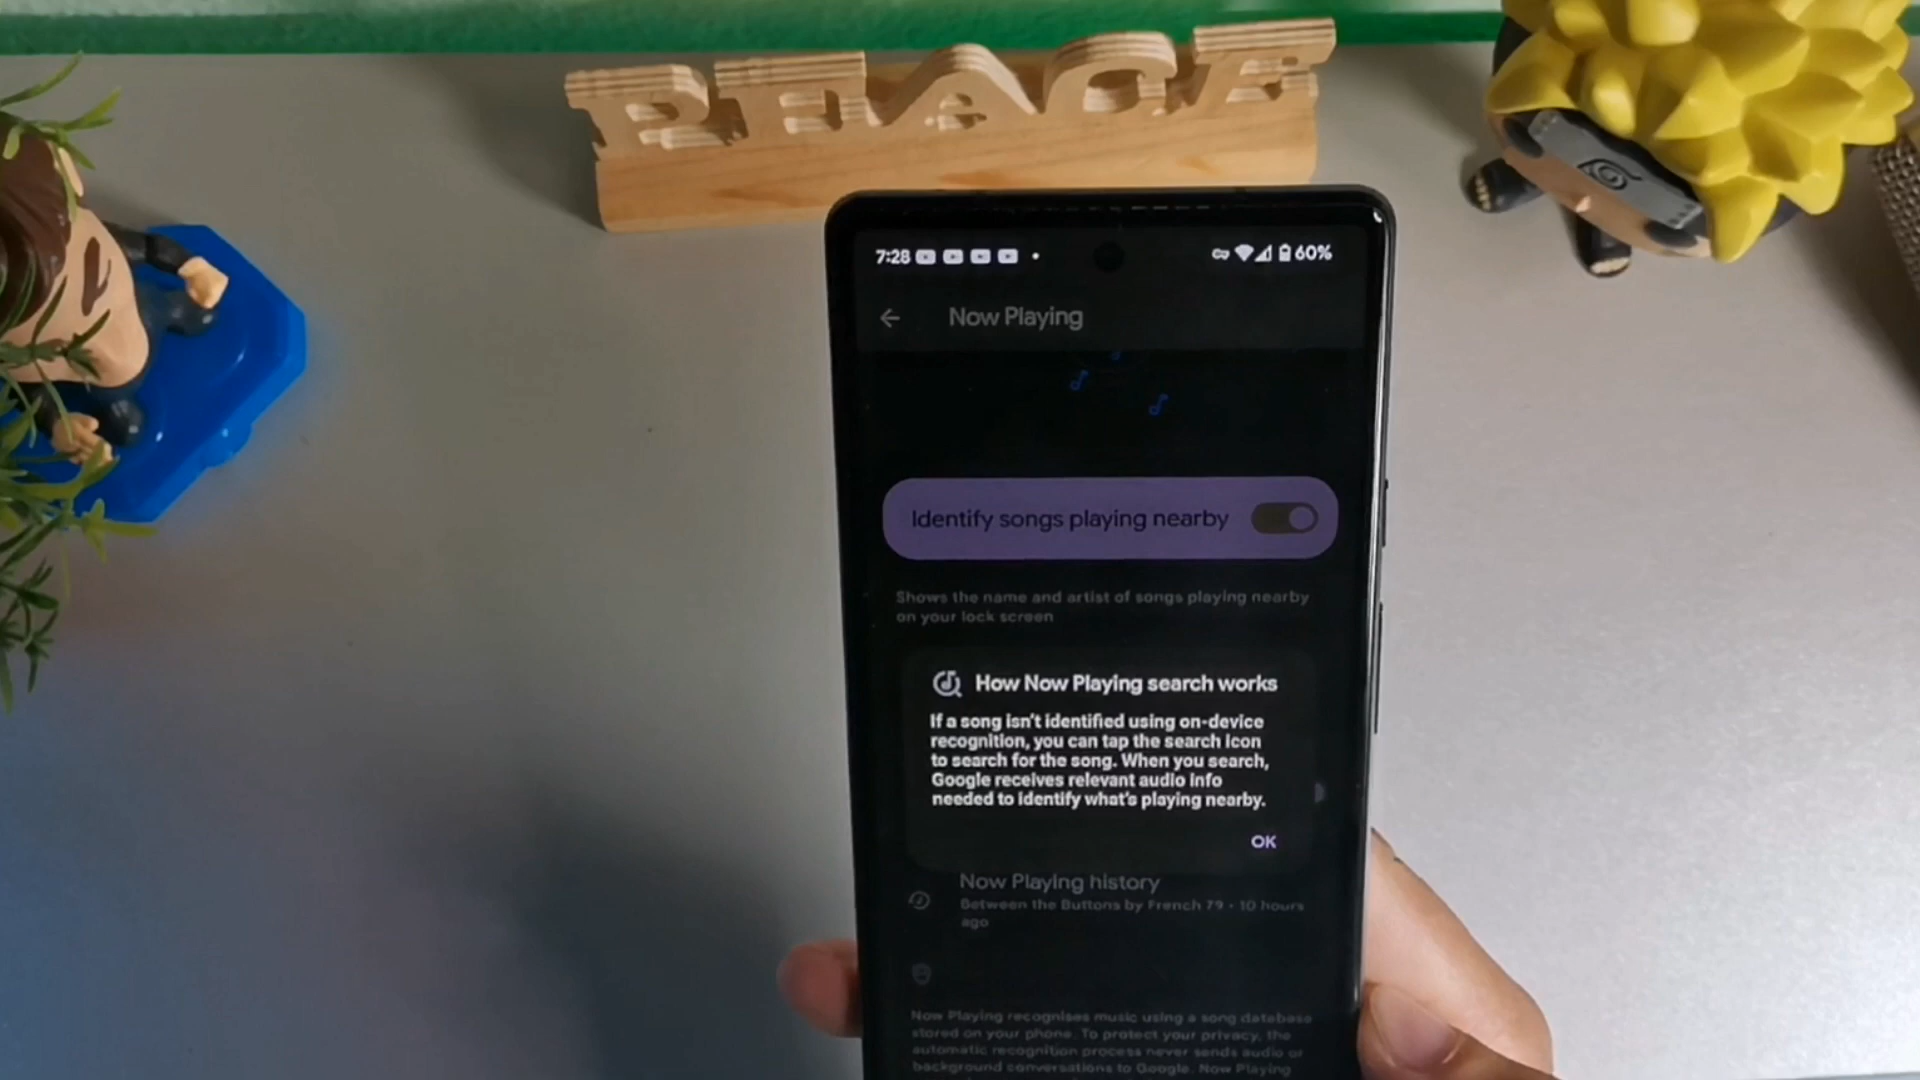 PEACE
7:28
60%
Now Playing
Identify songs playing nearby
Shows the name and artist of songs playing nearby
on your lock screen
How Now Playing search works
If a song isn't identified using on-device
recognition, you can tap the search icon
to search for the song. When you search,
Google receives relevant audio info
needed to identify what's playing nearby.
OK
Now Playing history
Between the Buttons by French 79 • 10 hours
ago
Now Playing recognises music using a song database
stored on your phone. To protect your privacy, the
automatic recognition process never sends audio or
background conversations to Google. Now Playing